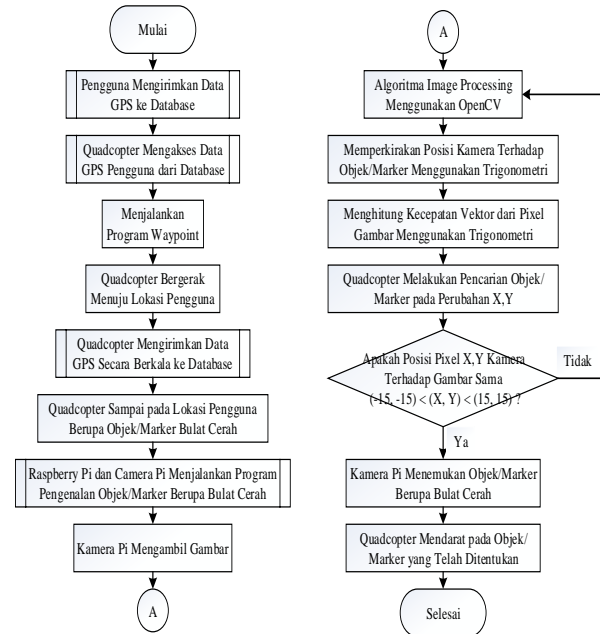 Mulai
Pengguna Mengirimkan Data
GPS ke Database
Quadcopter Mengakses Data
GPS Pengguna dari Database
Menjalankan
Program Waypoint
Quadcopter Bergerak
Menuju Lokasi Pengguna
Quadcopter Mengirimkan Data
GPS Secara Berkala ke Database
Quadcopter Sampai pada Lokasi Pengguna
Berupa Objek/Marker Bulat Cerah
Raspberry Pi dan Camera Pi Menjalankan Program
Pengenalan Objek/Marker Berupa Bulat Cerah
Kamera Pi Mengambil Gambar
A
A
Algoritma Image Processing
Menggunakan OpenCV
Memperkirakan Posisi Kamera Terhadap
Objek/Marker Menggunakan Trigonometri
Menghitung Kecepatan Vektor dari Pixel
Gambar Menggunakan Trigonometri
Quadcopter Melakukan Pencarian Objek/
Marker pada Perubahan X,Y
Apakah Posisi Pixel X,Y Kamera
Terhadap Gambar Sama
(-15, -15) < (X, Y) < (15, 15) ?
Tidak
Ya
Kamera Pi Menemukan Objek/Marker
Berupa Bulat Cerah
Quadcopter Mendarat pada Objek/
Marker yang Telah Ditentukan
Selesai